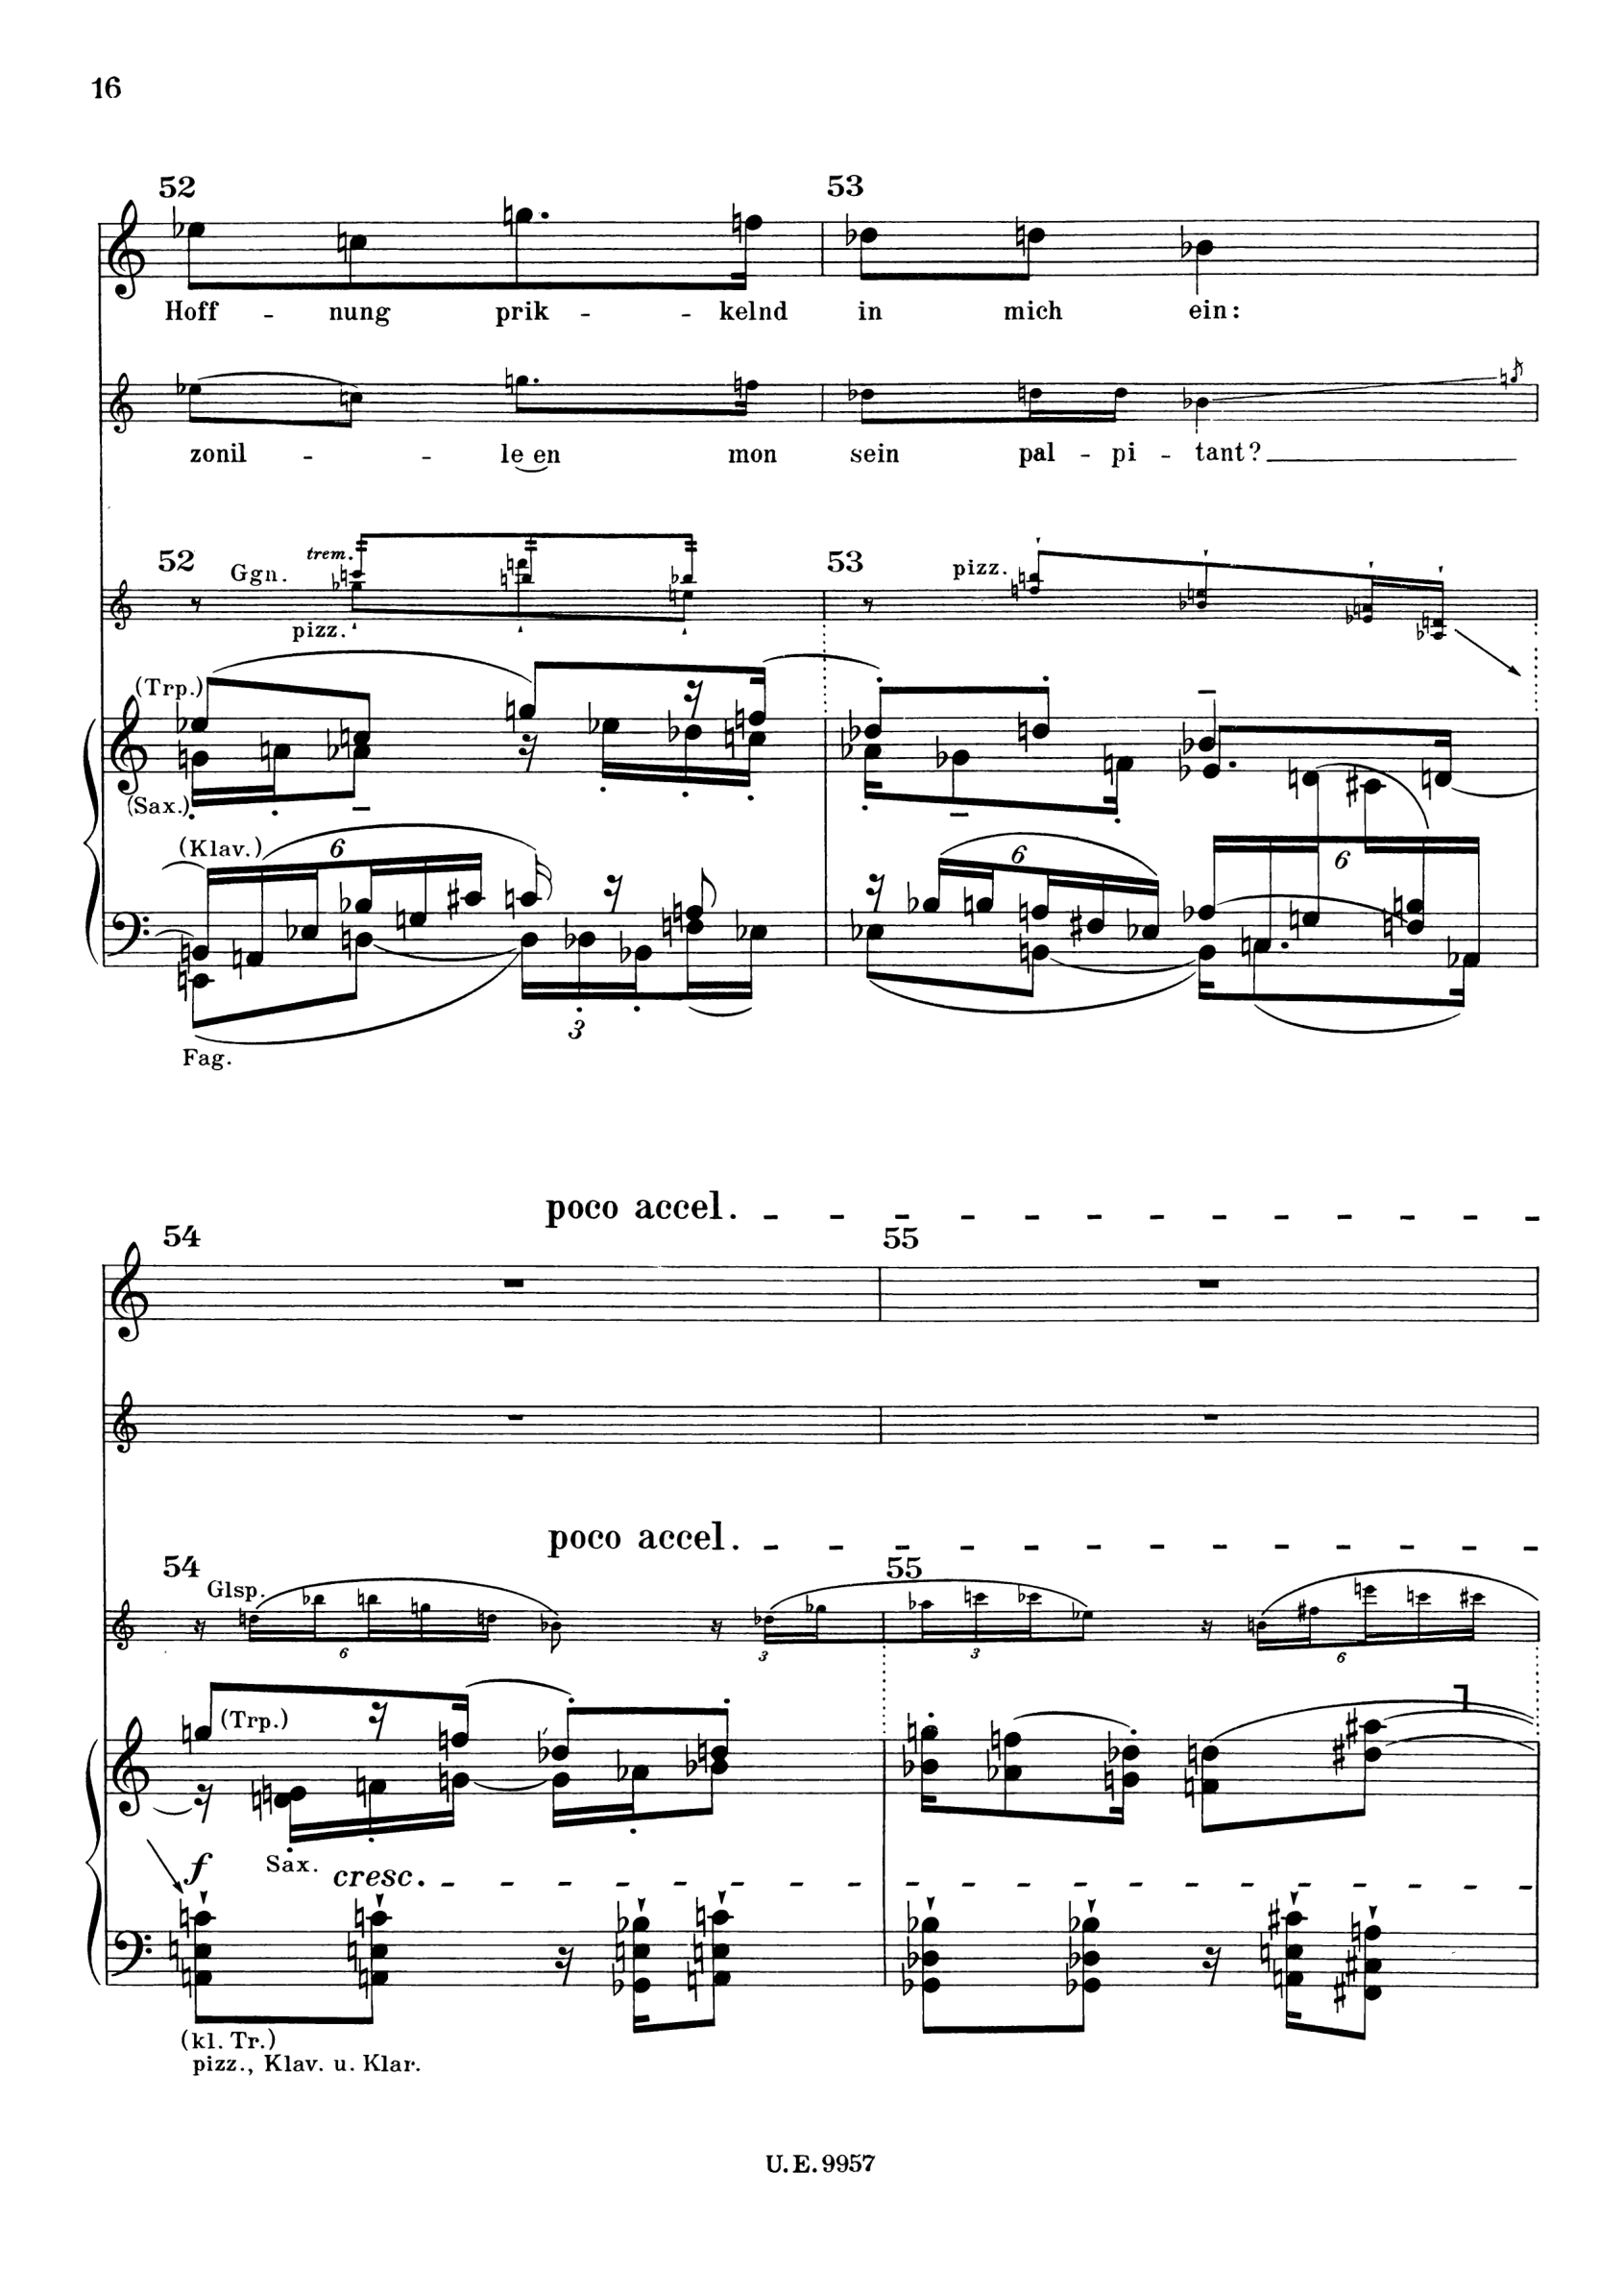 16
52 53
Hoff - nung prik - - kelnd in mich ein:
zonil - - le en mon sein pal - pi - tant?
52 Ggn. trem. 53 pizz.
pizz.
(Trp.)
(Sax.)
(Klav.) 6 6 6
3
Fag.
poco accel.
54 55
poco accel.
54 55
Glsp.
6 3 3 6
(Trp.)
f Sax. cresc.
(kl. Tr.)
pizz., Klav. u. Klar.
U. E. 9957